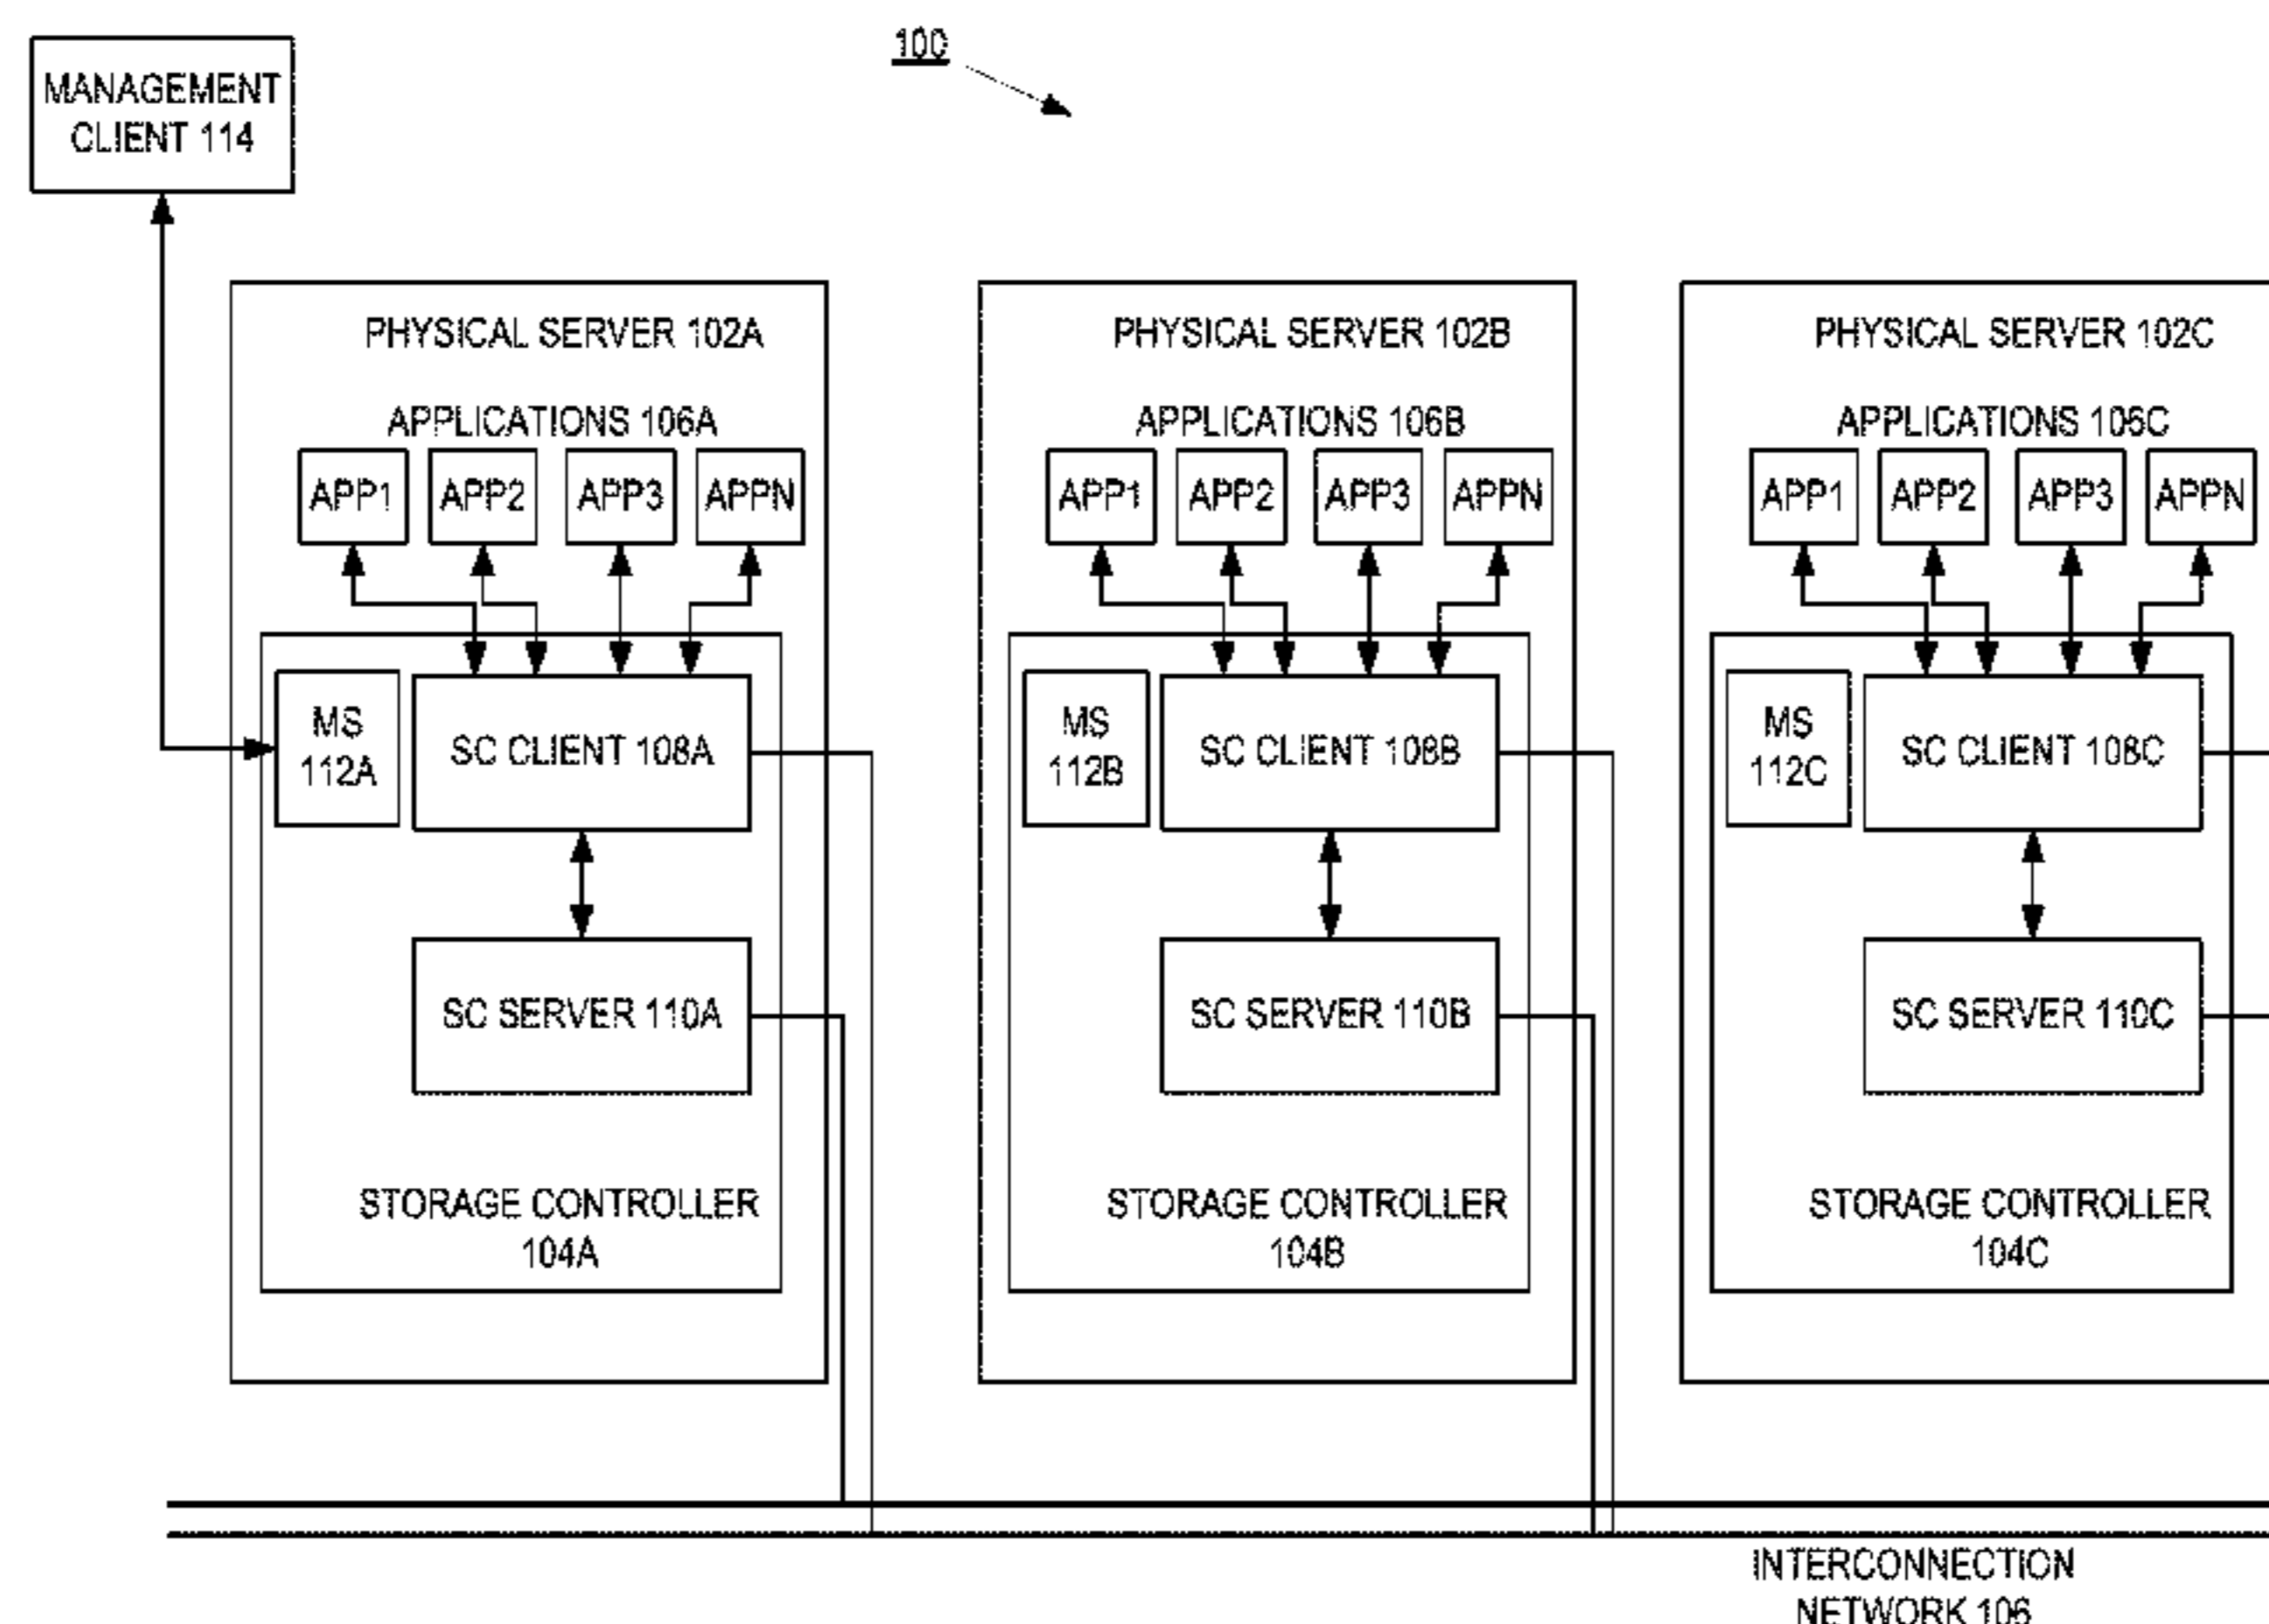 100
MANAGEMENT
CLIENT 114
PHYSICAL SERVER 102A
APPLICATIONS 106A
APP1 APP2 APP3 APPN
MS
112A
SC CLIENT 108A
SC SERVER 110A
STORAGE CONTROLLER
104A
PHYSICAL SERVER 102B
APPLICATIONS 106B
APP1 APP2 APP3 APPN
MS
112B
SC CLIENT 108B
SC SERVER 110B
STORAGE CONTROLLER
104B
PHYSICAL SERVER 102C
APPLICATIONS 106C
APP1 APP2 APP3 APPN
MS
112C
SC CLIENT 108C
SC SERVER 110C
STORAGE CONTROLLER
104C
INTERCONNECTION
NETWORK 106